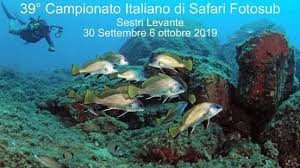 39° Campionato Italiano di Safari Fotosub
Sestri Levante
30 Settembre 6 ottobre 2019